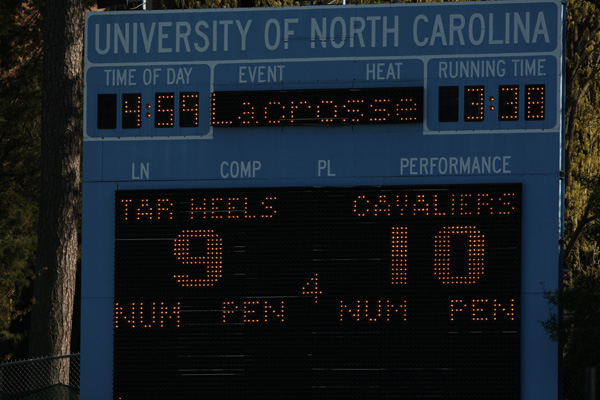 UNIVERSITY OF NORTH CAROLINA
TIME OF DAY EVENT HEAT RUNNING TIME
4:59 Lacrosse 3:38
LN COMP PL PERFORMANCE
TAR HEELS CAVALIERS
9 10
4
NUM PEN NUM PEN